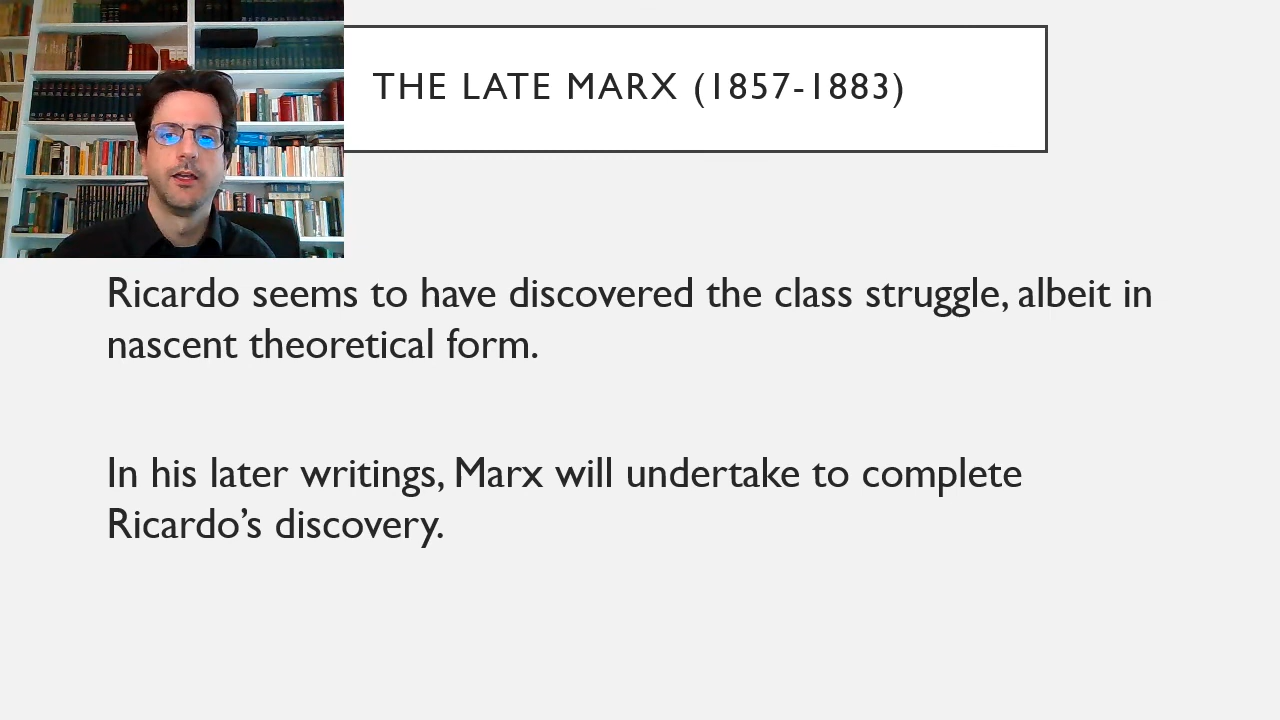 THE LATE MARX (1857-1883)
Ricardo seems to have discovered the class struggle, albeit in
nascent theoretical form.
In his later writings, Marx will undertake to complete
Ricardo’s discovery.